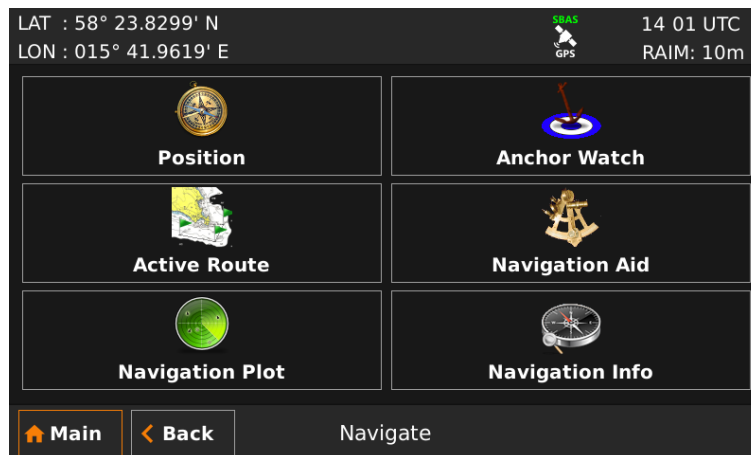 LAT : 58° 23.8299' N
LON : 015° 41.9619' E
SBAS
GPS
14 01 UTC
RAIM: 10m
Position
Anchor Watch
Active Route
Navigation Aid
Navigation Plot
Navigation Info
Main
Back
Navigate